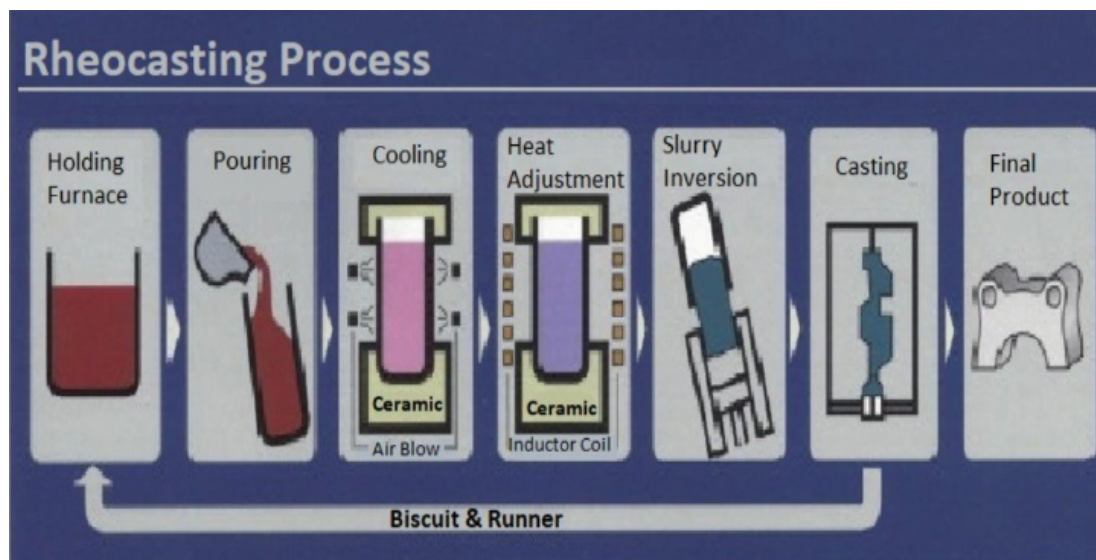 Rheocasting Process
Holding
Furnace
Pouring
Cooling
Heat
Adjustment
Slurry
Inversion
Casting
Final
Product
Ceramic
Air Blow
Ceramic
Inductor Coil
Biscuit & Runner